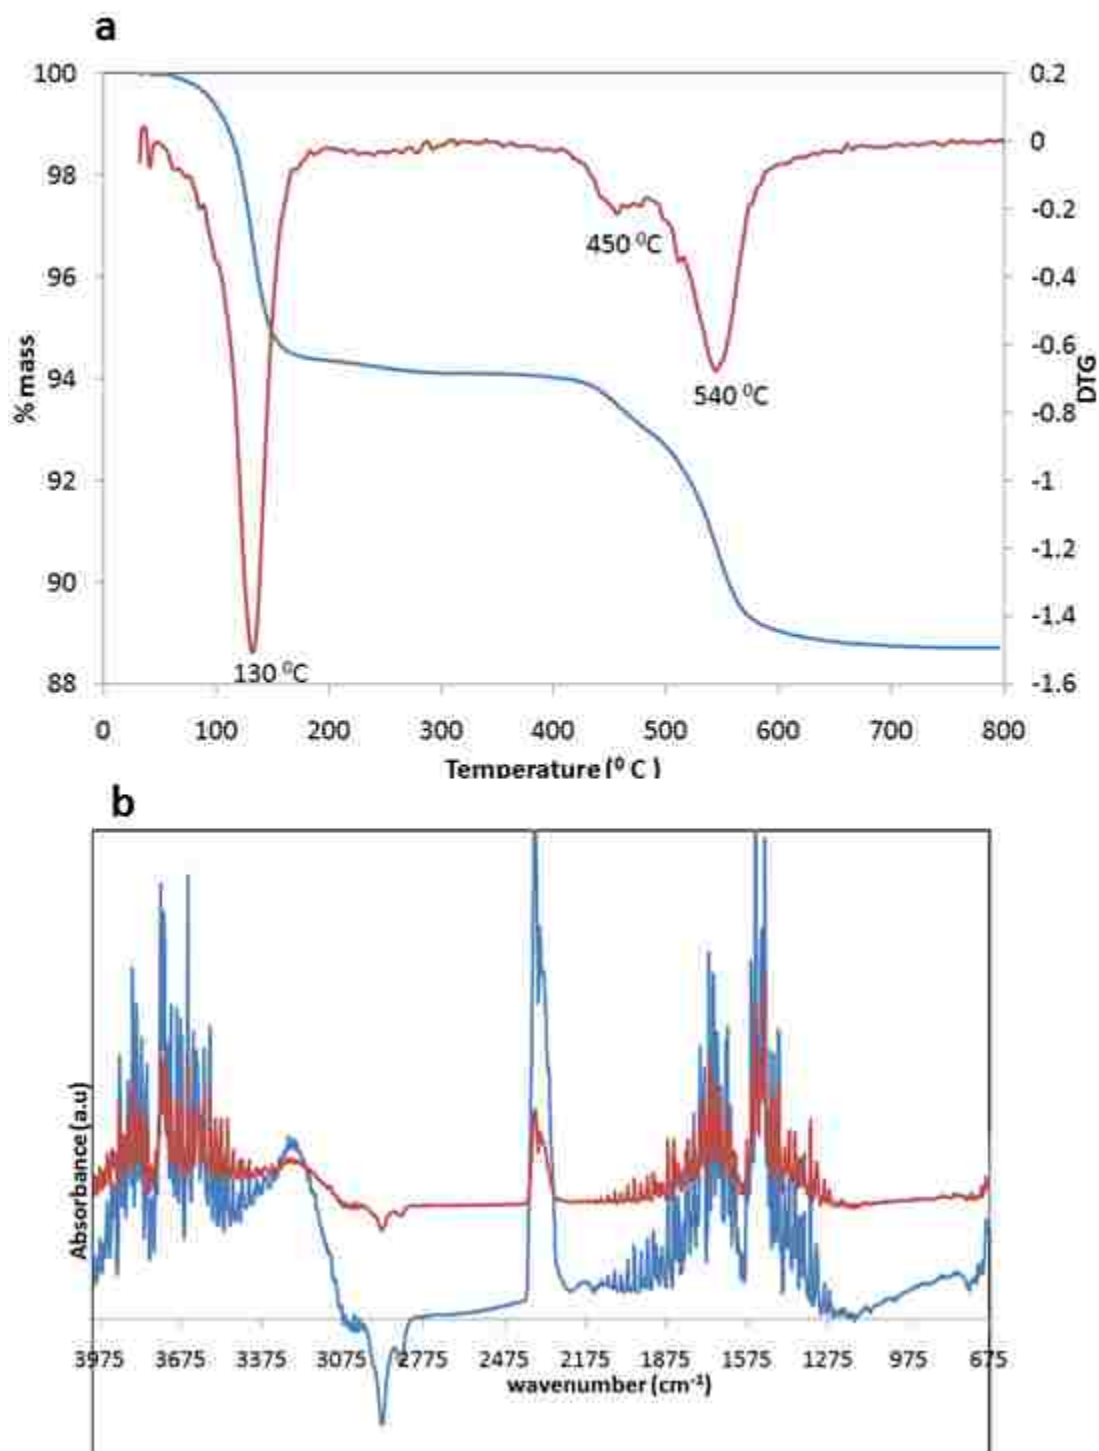 a
100
98
96
94
92
90
88
% mass
0.2
0
-0.2
-0.4
-0.6
-0.8
-1
-1.2
-1.4
-1.6
DTG
450 ⁰C
540 ⁰C
130 ⁰C
0 100 200 300 400 500 600 700 800
Temperature (⁰ C )
b
Absorbance (a.u)
3975 3675 3375 3075 2775 2475 2175 1875 1575 1275 975 675
wavenumber (cm⁻¹)